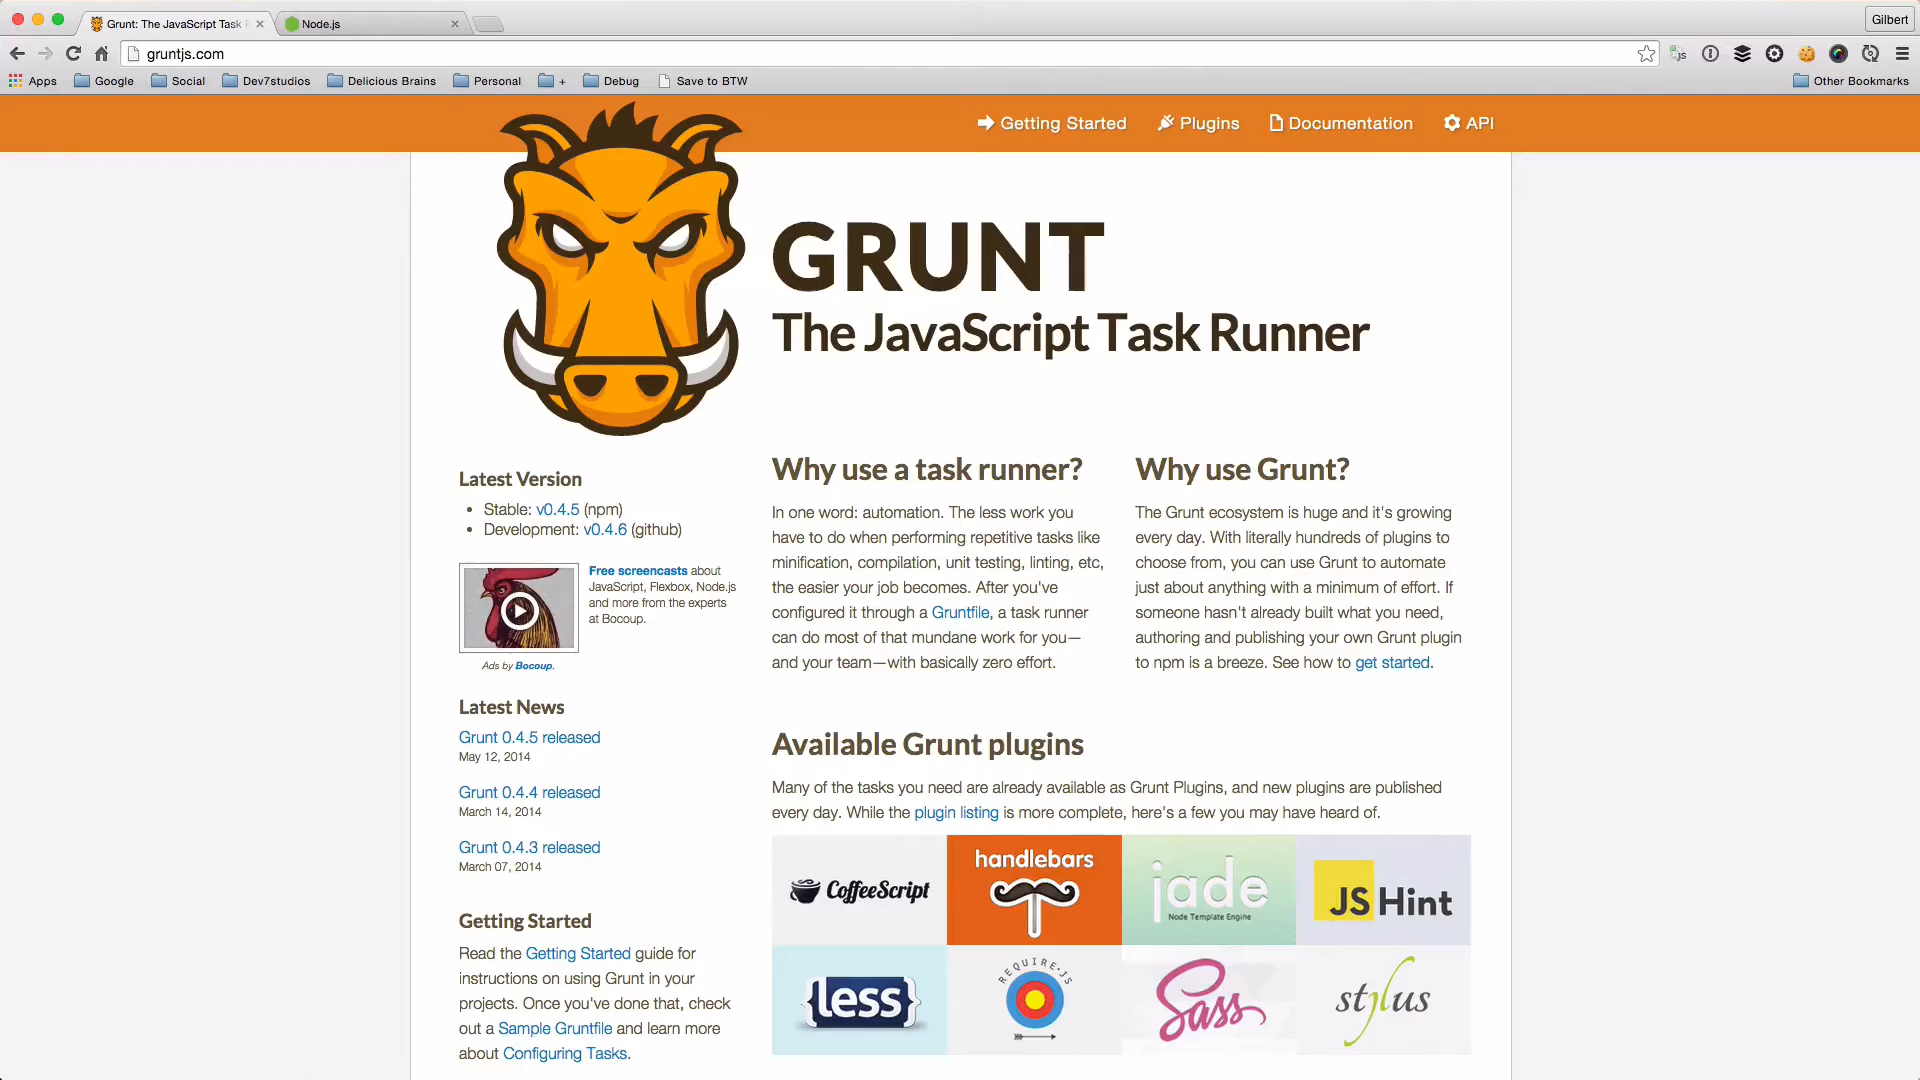 Grunt: The JavaScript Task
Node.js
Gilbert
gruntjs.com
Apps
Google
Social
Dev7studios
Delicious Brains
Personal
+
Debug
Save to BTW
Other Bookmarks
Getting Started
Plugins
Documentation
API
GRUNT
The JavaScript Task Runner
Latest Version
Stable: v0.4.5 (npm)
Development: v0.4.6 (github)
Free screencasts about
JavaScript, Flexbox, Node.js
and more from the experts
at Bocoup.
Ads by Bocoup.
Latest News
Grunt 0.4.5 released
May 12, 2014
Grunt 0.4.4 released
March 14, 2014
Grunt 0.4.3 released
March 07, 2014
Getting Started
Read the Getting Started guide for
instructions on using Grunt in your
projects. Once you've done that, check
out a Sample Gruntfile and learn more
about Configuring Tasks.
Why use a task runner?
In one word: automation. The less work you
have to do when performing repetitive tasks like
minification, compilation, unit testing, linting, etc,
the easier your job becomes. After you've
configured it through a Gruntfile, a task runner
can do most of that mundane work for you—
and your team—with basically zero effort.
Why use Grunt?
The Grunt ecosystem is huge and it's growing
every day. With literally hundreds of plugins to
choose from, you can use Grunt to automate
just about anything with a minimum of effort. If
someone hasn't already built what you need,
authoring and publishing your own Grunt plugin
to npm is a breeze. See how to get started.
Available Grunt plugins
Many of the tasks you need are already available as Grunt Plugins, and new plugins are published
every day. While the plugin listing is more complete, here's a few you may have heard of.
CoffeeScript
handlebars
jade
Node Template Engine
JSHint
{less}
REQUIRE.JS
Sass
stylus